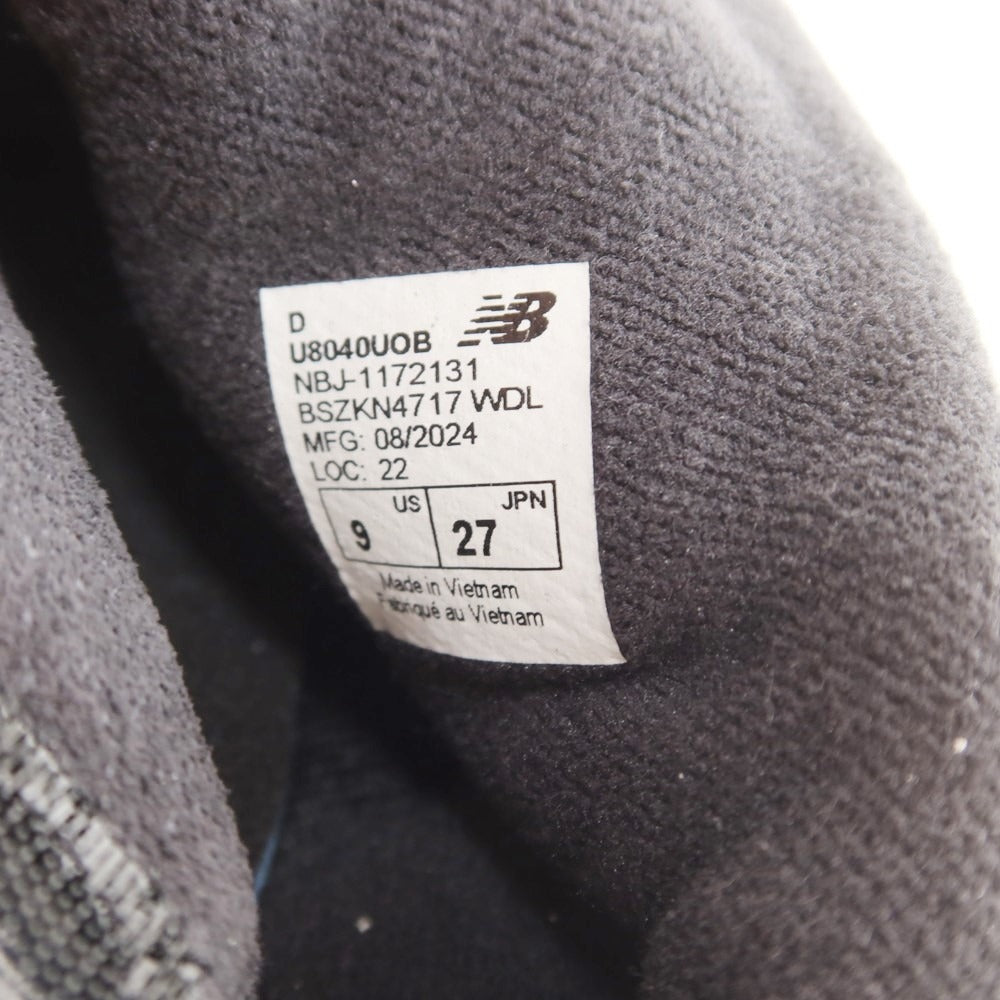 D
NB
U8040UOB
NBJ-1172131
BSZKN4717 WDL
MFG: 08/2024
LOC: 22
US JPN
9 27
Made in Vietnam
Fabriqué au Vietnam